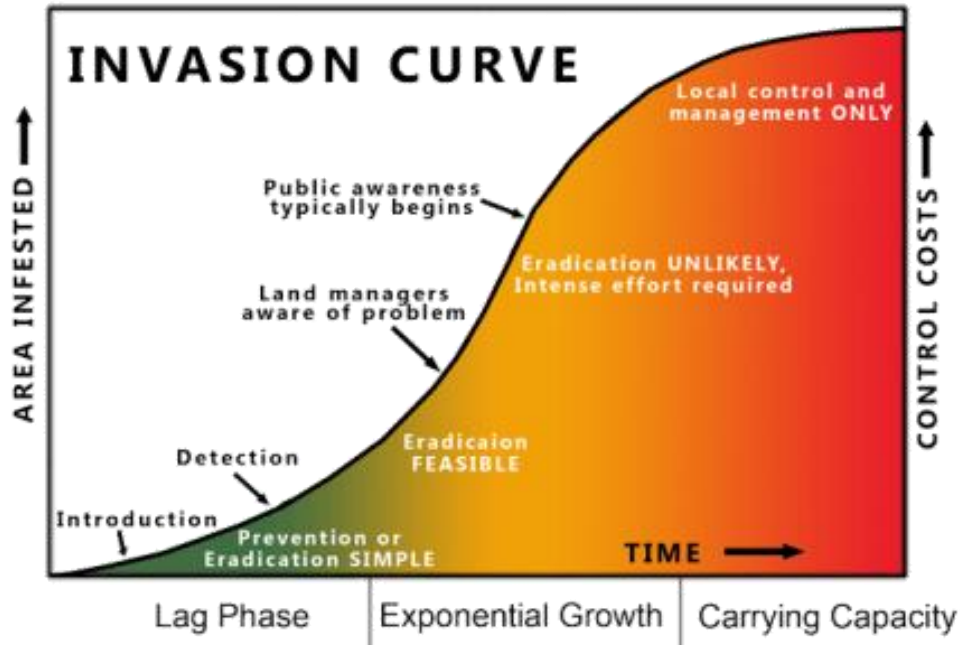 INVASION CURVE
Local control and
management ONLY
Public awareness
typically begins
Eradication UNLIKELY,
Intense effort required
Land managers
aware of problem
Eradicaion
FEASIBLE
Detection
Introduction
Prevention or
Eradication SIMPLE
TIME
AREA INFESTED
CONTROL COSTS
Lag Phase
Exponential Growth
Carrying Capacity